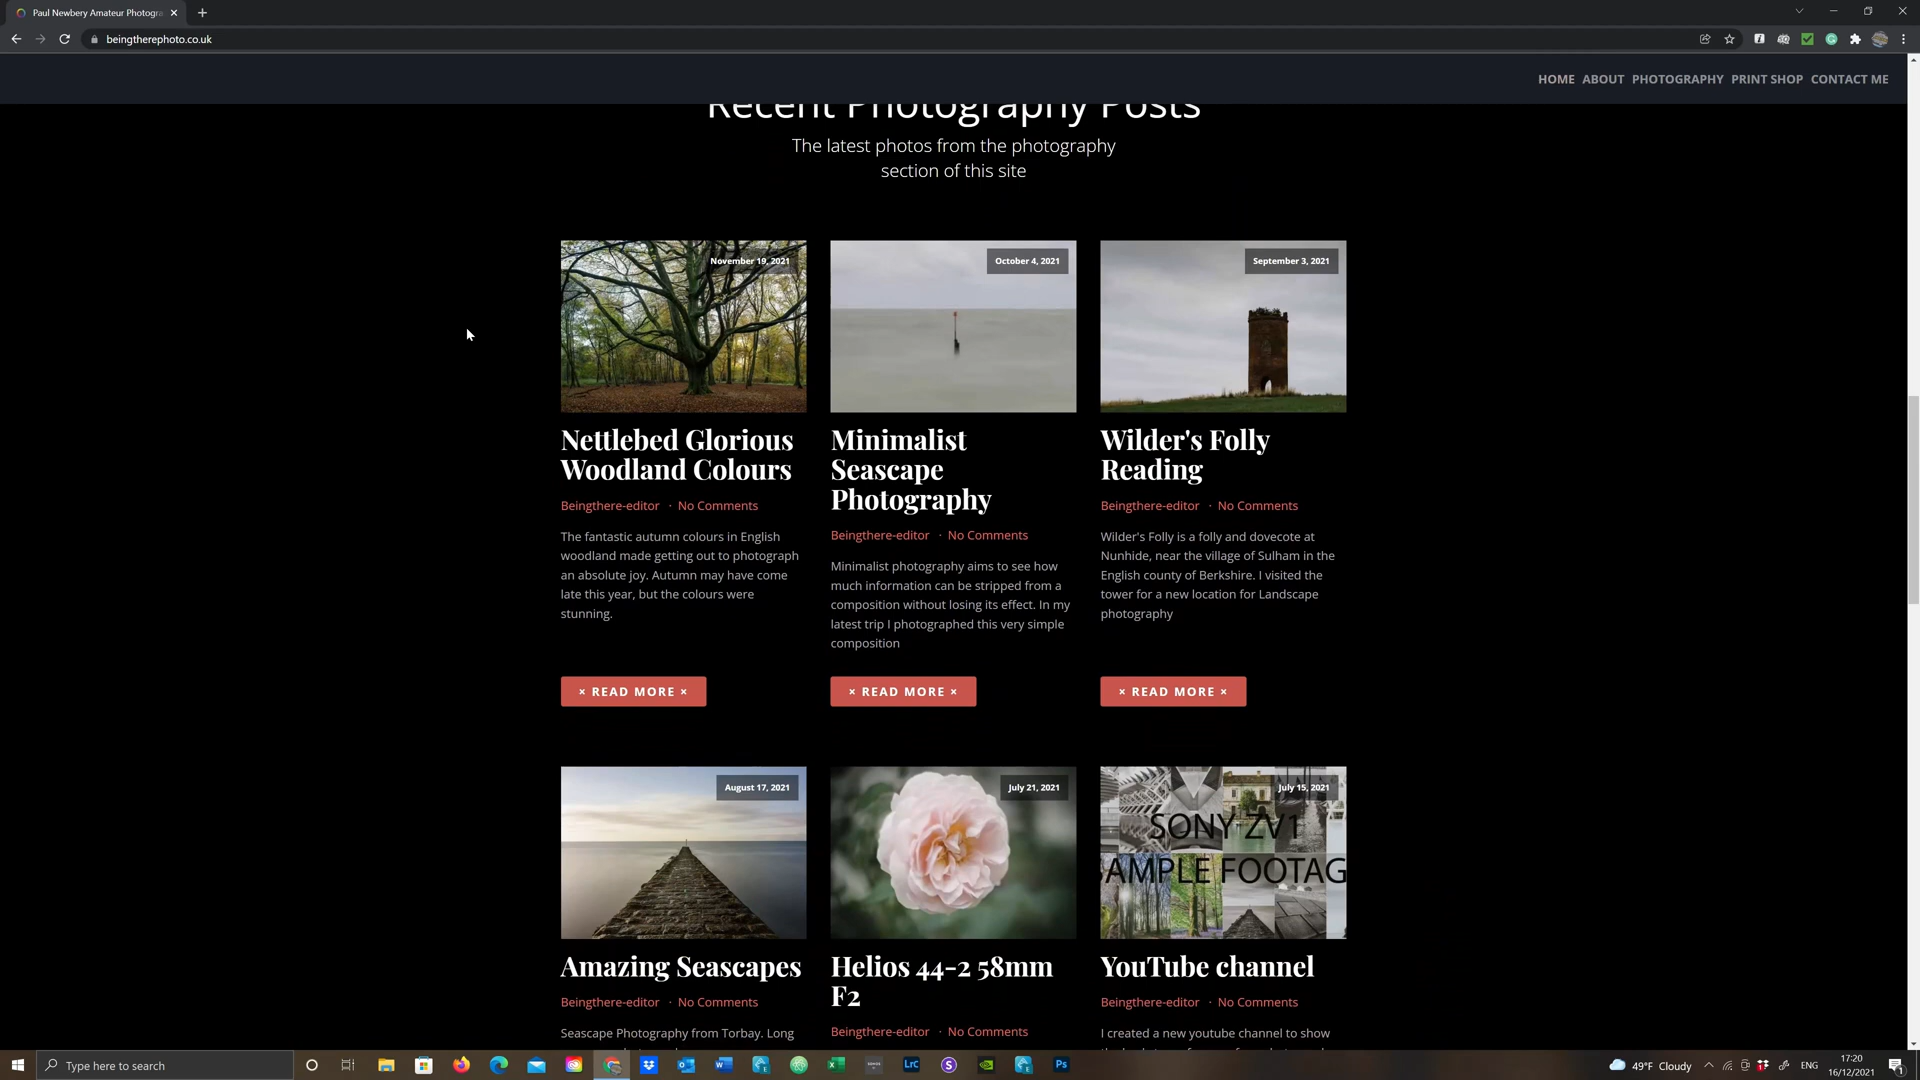 Paul Newbery Amateur Photogra
beingtherephoto.co.uk
HOME ABOUT PHOTOGRAPHY PRINT SHOP CONTACT ME
Recent Photography Posts
The latest photos from the photography
section of this site
November 19, 2021
Nettlebed Glorious
Woodland Colours
Beingthere-editor · No Comments
The fantastic autumn colours in English
woodland made getting out to photograph
an absolute joy. Autumn may have come
late this year, but the colours were
stunning.
× READ MORE ×
October 4, 2021
Minimalist
Seascape
Photography
Beingthere-editor · No Comments
Minimalist photography aims to see how
much information can be stripped from a
composition without losing its effect. In my
latest trip I photographed this very simple
composition
× READ MORE ×
September 3, 2021
Wilder's Folly
Reading
Beingthere-editor · No Comments
Wilder's Folly is a folly and dovecote at
Nunhide, near the village of Sulham in the
English county of Berkshire. I visited the
tower for a new location for Landscape
photography
× READ MORE ×
August 17, 2021
Amazing Seascapes
Beingthere-editor · No Comments
Seascape Photography from Torbay. Long
July 21, 2021
Helios 44-2 58mm
F2
Beingthere-editor · No Comments
July 15, 2021
SONY ZV1
AMPLE FOOTAG
YouTube channel
Beingthere-editor · No Comments
I created a new youtube channel to show
Type here to search
49°F Cloudy
ENG
17:20
16/12/2021